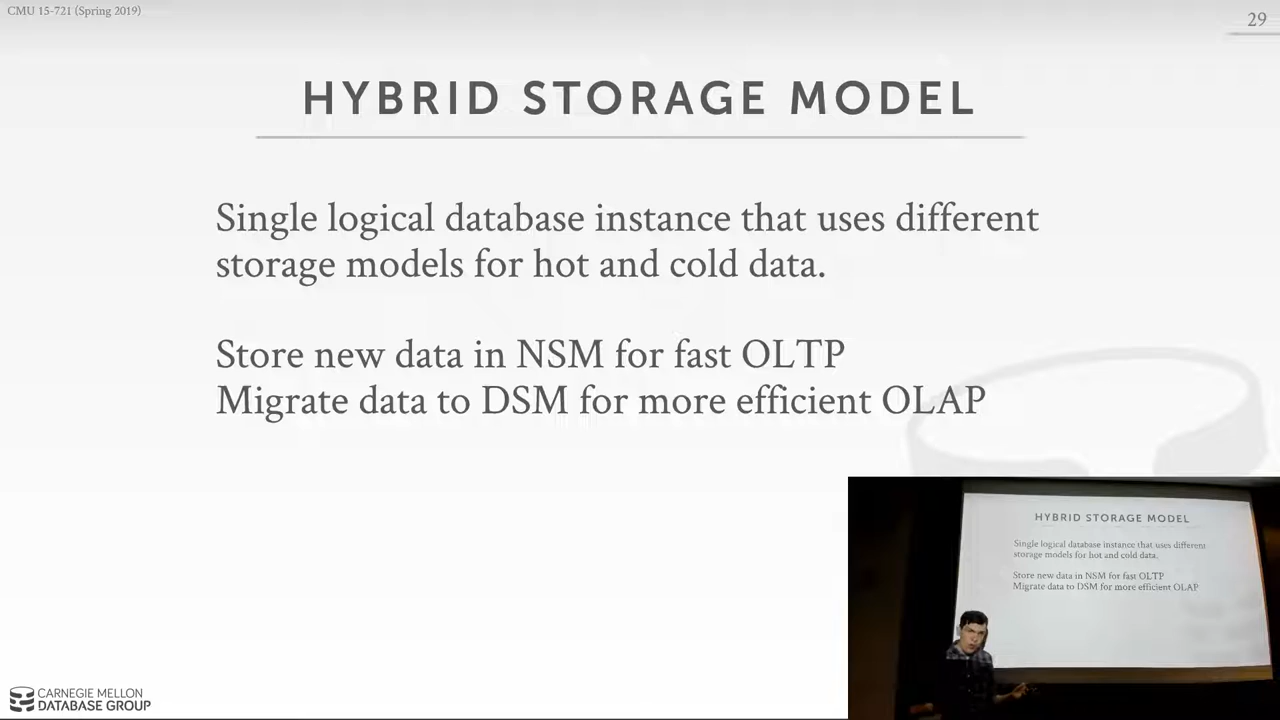 CMU 15-721 (Spring 2019)
29
HYBRID STORAGE MODEL
Single logical database instance that uses different
storage models for hot and cold data.
Store new data in NSM for fast OLTP
Migrate data to DSM for more efficient OLAP
HYBRID STORAGE MODEL
Single logical database instance that uses different
storage models for hot and cold data.
Store new data in NSM for fast OLTP
Migrate data to DSM for more efficient OLAP
CARNEGIE MELLON
DATABASE GROUP